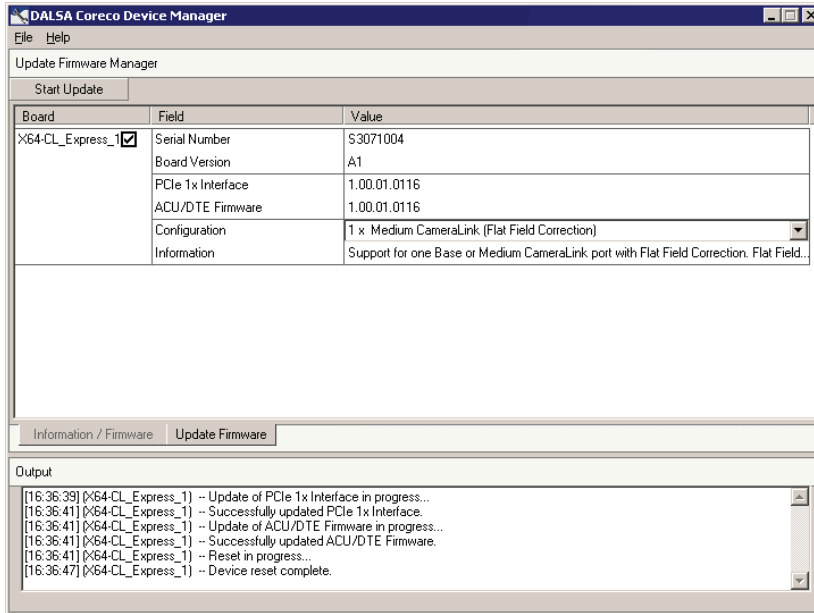 DALSA Coreco Device Manager
File Help
Update Firmware Manager
Start Update
Board Field Value
X64-CL_Express_1 Serial Number S3071004
Board Version A1
PCIe 1x Interface 1.00.01.0116
ACU/DTE Firmware 1.00.01.0116
Configuration 1 x Medium CameraLink (Flat Field Correction)
Information Support for one Base or Medium CameraLink port with Flat Field Correction. Flat Field...
Information / Firmware Update Firmware
Output
[16:36:39] (X64-CL_Express_1) -- Update of PCIe 1x Interface in progress...
[16:36:41] (X64-CL_Express_1) -- Successfully updated PCIe 1x Interface.
[16:36:41] (X64-CL_Express_1) -- Update of ACU/DTE Firmware in progress...
[16:36:41] (X64-CL_Express_1) -- Successfully updated ACU/DTE Firmware.
[16:36:41] (X64-CL_Express_1) -- Reset in progress...
[16:36:47] (X64-CL_Express_1) -- Device reset complete.